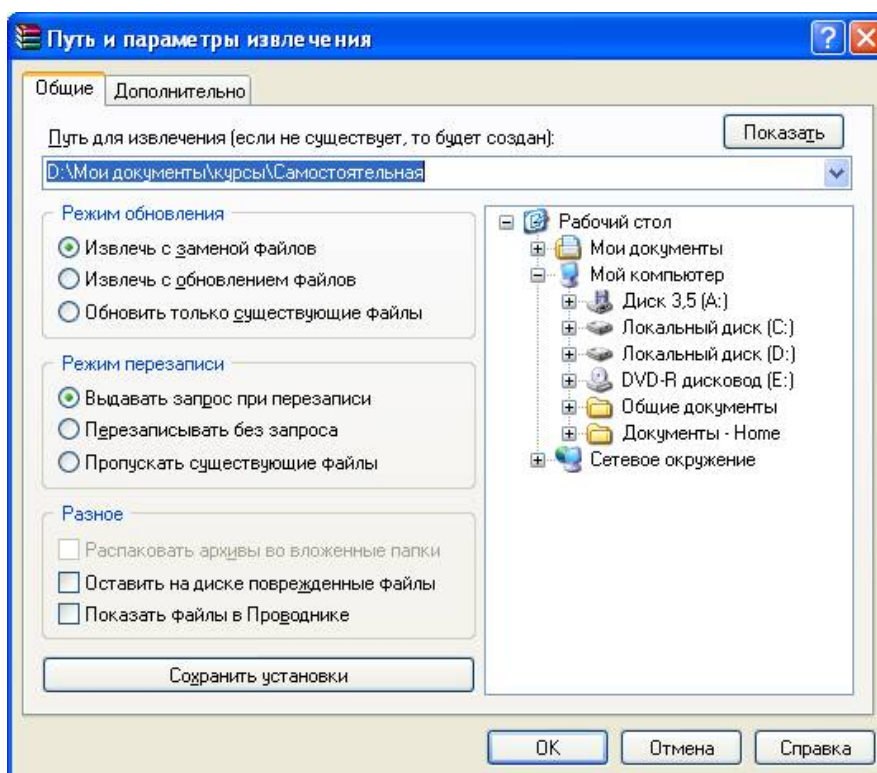 Путь и параметры извлечения
Общие
Дополнительно
Путь для извлечения (если не существует, то будет создан):
Показать
D:\Мои документы\курсы\Самостоятельная
Режим обновления
Извлечь с заменой файлов
Извлечь с обновлением файлов
Обновить только существующие файлы
Режим перезаписи
Выдавать запрос при перезаписи
Перезаписывать без запроса
Пропускать существующие файлы
Разное
Распаковать архивы во вложенные папки
Оставить на диске поврежденные файлы
Показать файлы в Проводнике
Сохранить установки
Рабочий стол
Мои документы
Мой компьютер
Диск 3,5 (A:)
Локальный диск (C:)
Локальный диск (D:)
DVD-R дисковод (E:)
Общие документы
Документы - Home
Сетевое окружение
OK
Отмена
Справка